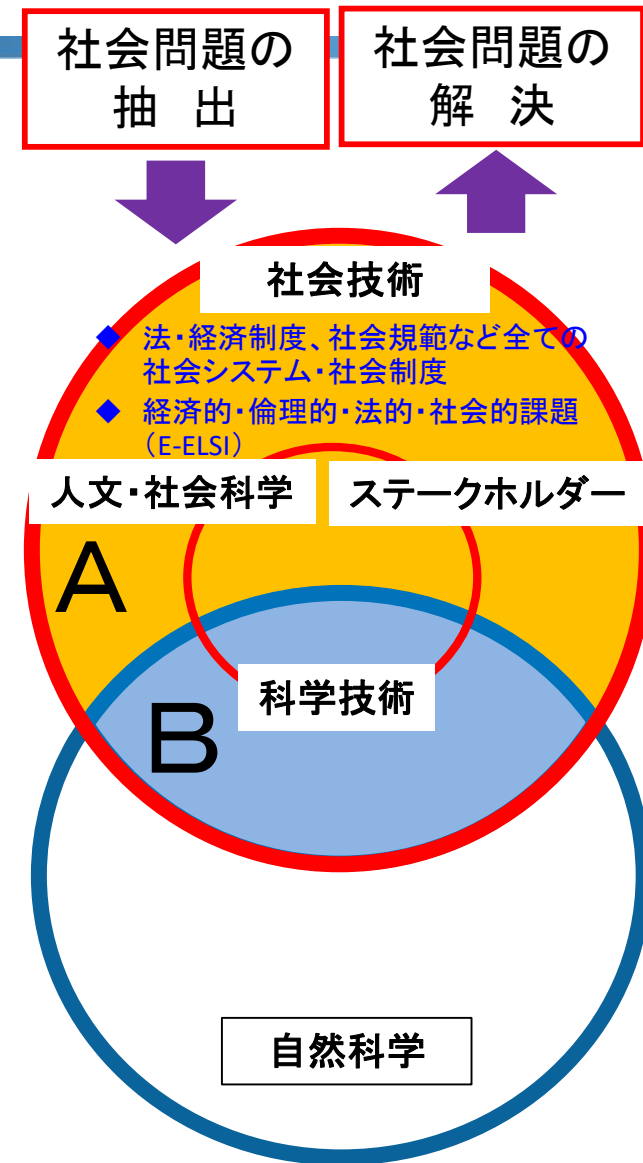 社会問題の
抽　出
社会問題の
解　決
社会技術
◆ 法・経済制度、社会規範など全ての
社会システム・社会制度
◆ 経済的・倫理的・法的・社会的課題
（E-ELSI）
人文・社会科学
ステークホルダー
A
科学技術
B
自然科学